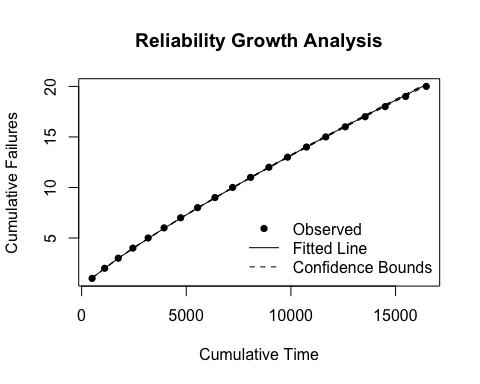 Reliability Growth Analysis
Cumulative Failures
20
15
10
5
Observed
Fitted Line
Confidence Bounds
0 5000 10000 15000
Cumulative Time